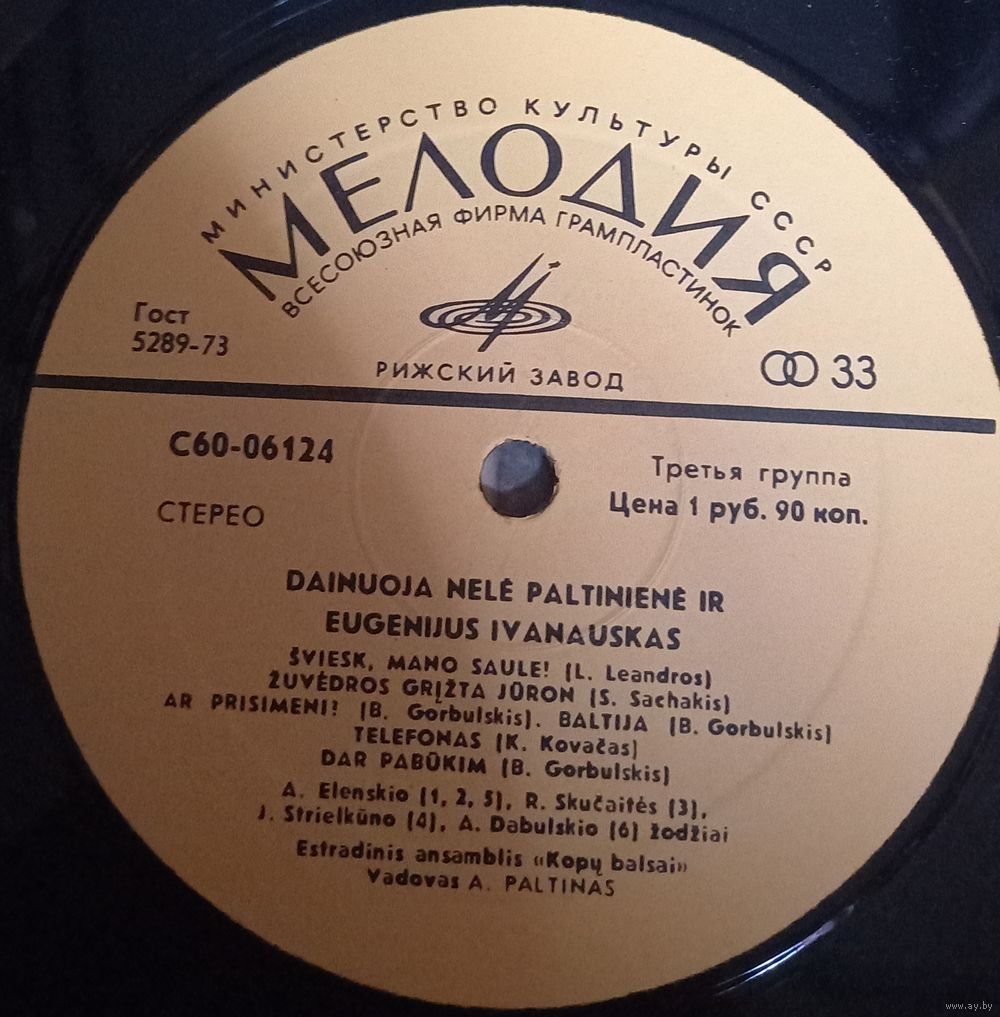 МИНИСТЕРСТВО КУЛЬТУРЫ СССР
МЕЛОДИЯ
ВСЕСОЮЗНАЯ ФИРМА ГРАМПЛАСТИНОК
Гост
5289-73
РИЖСКИЙ ЗАВОД
33
С60-06124
Третья группа
СТЕРЕО
Цена 1 руб. 90 коп.
DAINUOJA NELĖ PALTINIENĖ IR
EUGENIJUS IVANAUSKAS
ŠVIESK, MANO SAULE! (L. Leandros)
ŽUVĖDROS GRĮŽTA JŪRON (S. Sachakis)
AR PRISIMENI? (B. Gorbulskis). BALTIJA (B. Gorbulskis)
TELEFONAS (K. Kovačas)
DAR PABŪKIM (B. Gorbulskis)
A. Elenskio (1, 2, 5), R. Skučaitės (3),
J. Strielkūno (4), A. Dabulskio (6) žodžiai
Estradinis ansamblis «Kopų balsai»
Vadovas A. PALTINAS
www.ay.by